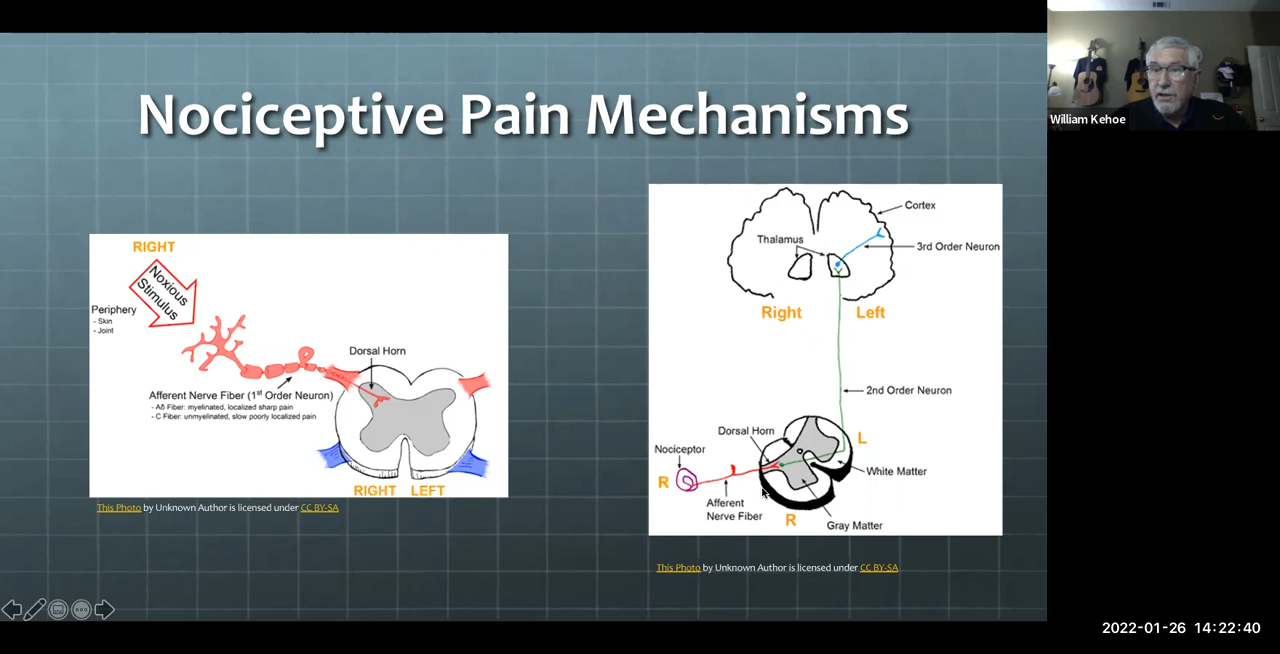 Nociceptive Pain Mechanisms
RIGHT
Noxious
Stimulus
Periphery
- Skin
- Joint
Dorsal Horn
Afferent Nerve Fiber (1st Order Neuron)
- Aδ Fiber: myelinated, localized sharp pain
- C Fiber: unmyelinated, slow poorly localized pain
RIGHT LEFT
This Photo by Unknown Author is licensed under CC BY-SA
Cortex
Thalamus
3rd Order Neuron
Right Left
2nd Order Neuron
Dorsal Horn
L
Nociceptor
White Matter
R
Afferent
Nerve Fiber
R
Gray Matter
This Photo by Unknown Author is licensed under CC BY-SA
William Kehoe
2022-01-26 14:22:40